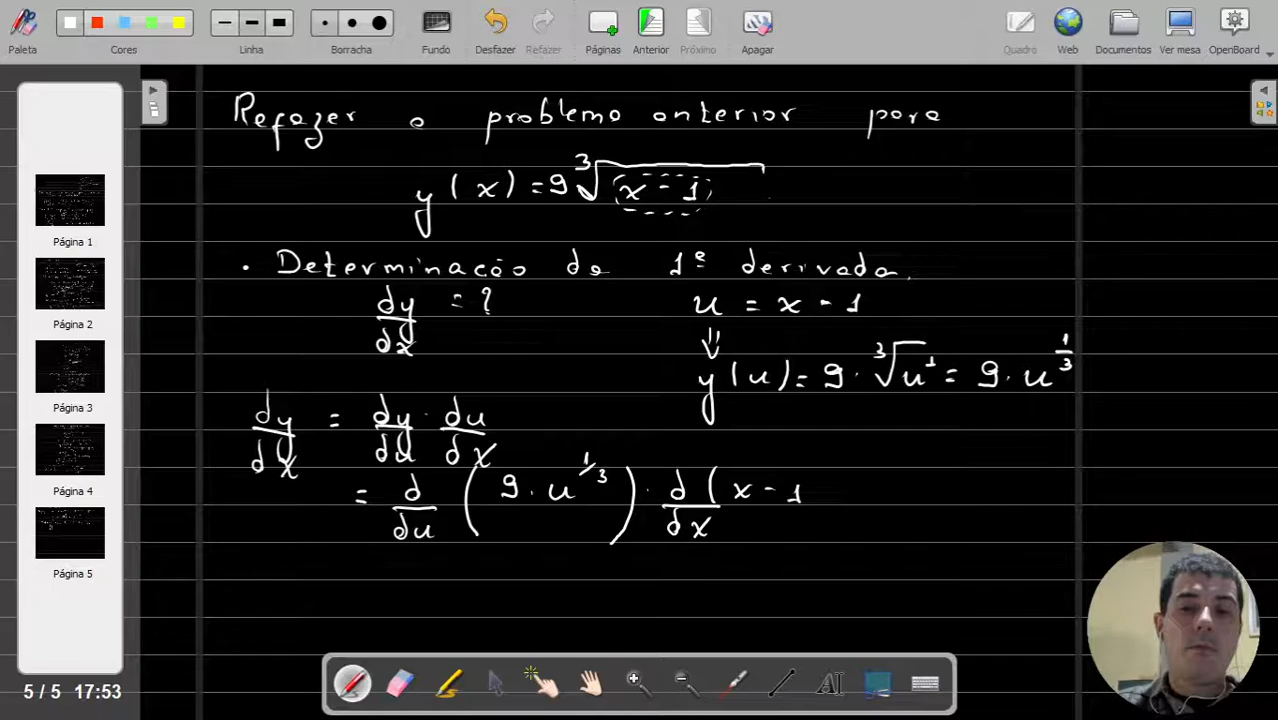 Paleta Cores Linha Borracha Fundo Desfazer Refazer Páginas Anterior Próximo Apagar Quadro Web Documentos Ver mesa OpenBoard
Refazer o problema anterior para
y(x) = 9∛(x - 1)
• Determinação da 1ª derivada.
dy/dx = ? u = x - 1
⇓
y(u) = 9 · ∛u¹ = 9 · u^(1/3)
dy/dx = dy/du · du/dx
= d/du (9 · u^(1/3)) · d/dx (x - 1
Página 1
Página 2
Página 3
Página 4
Página 5
5 / 5 17:53